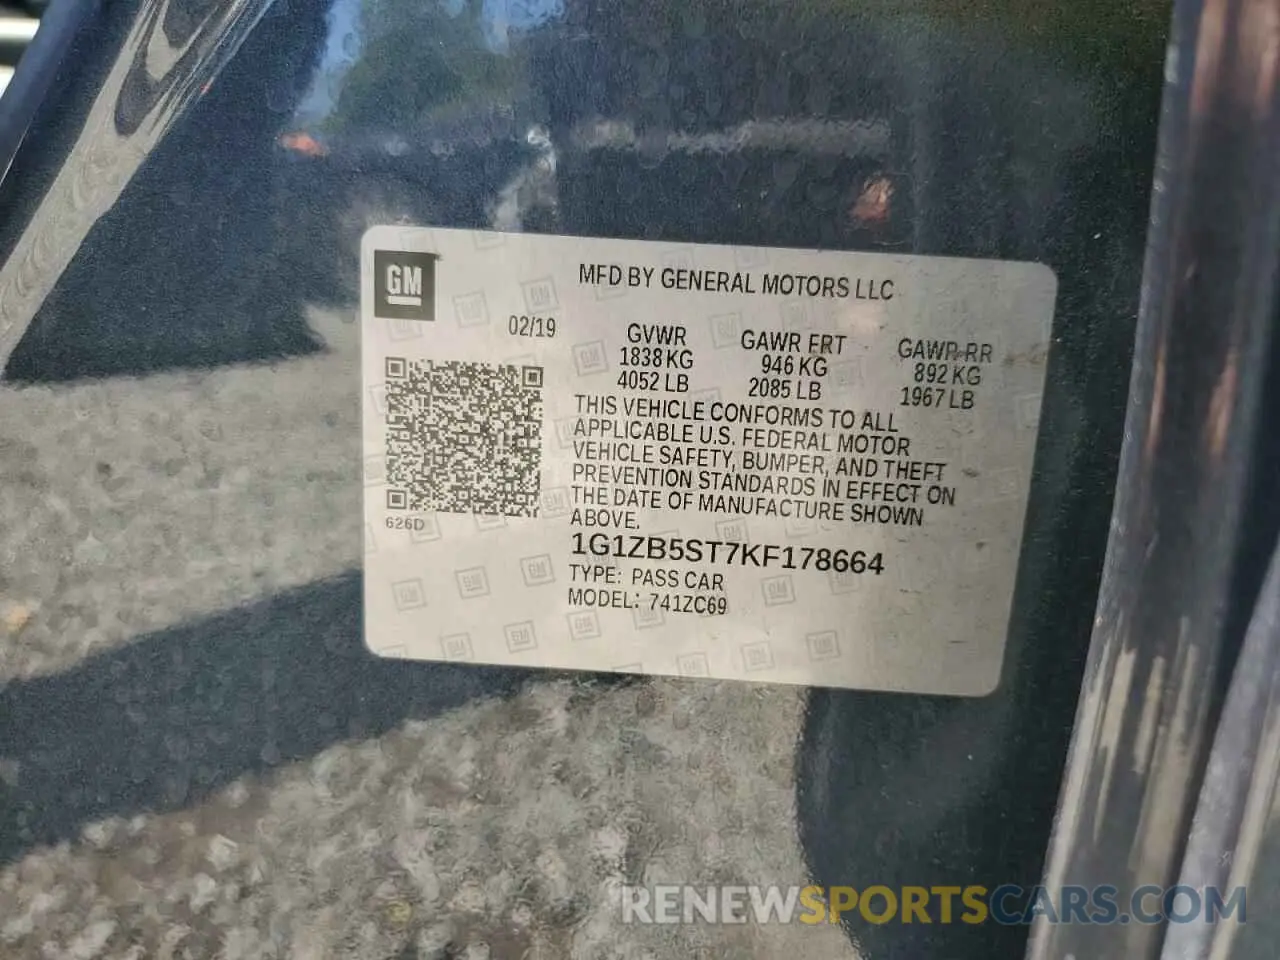 GM
MFD BY GENERAL MOTORS LLC
02/19
GVWR GAWR FRT GAWR RR
1838 KG 946 KG 892 KG
4052 LB 2085 LB 1967 LB
THIS VEHICLE CONFORMS TO ALL
APPLICABLE U.S. FEDERAL MOTOR
VEHICLE SAFETY, BUMPER, AND THEFT
PREVENTION STANDARDS IN EFFECT ON
THE DATE OF MANUFACTURE SHOWN
ABOVE.
626D
1G1ZB5ST7KF178664
TYPE: PASS CAR
MODEL: 741ZC69
RENEWSPORTSCARS.COM